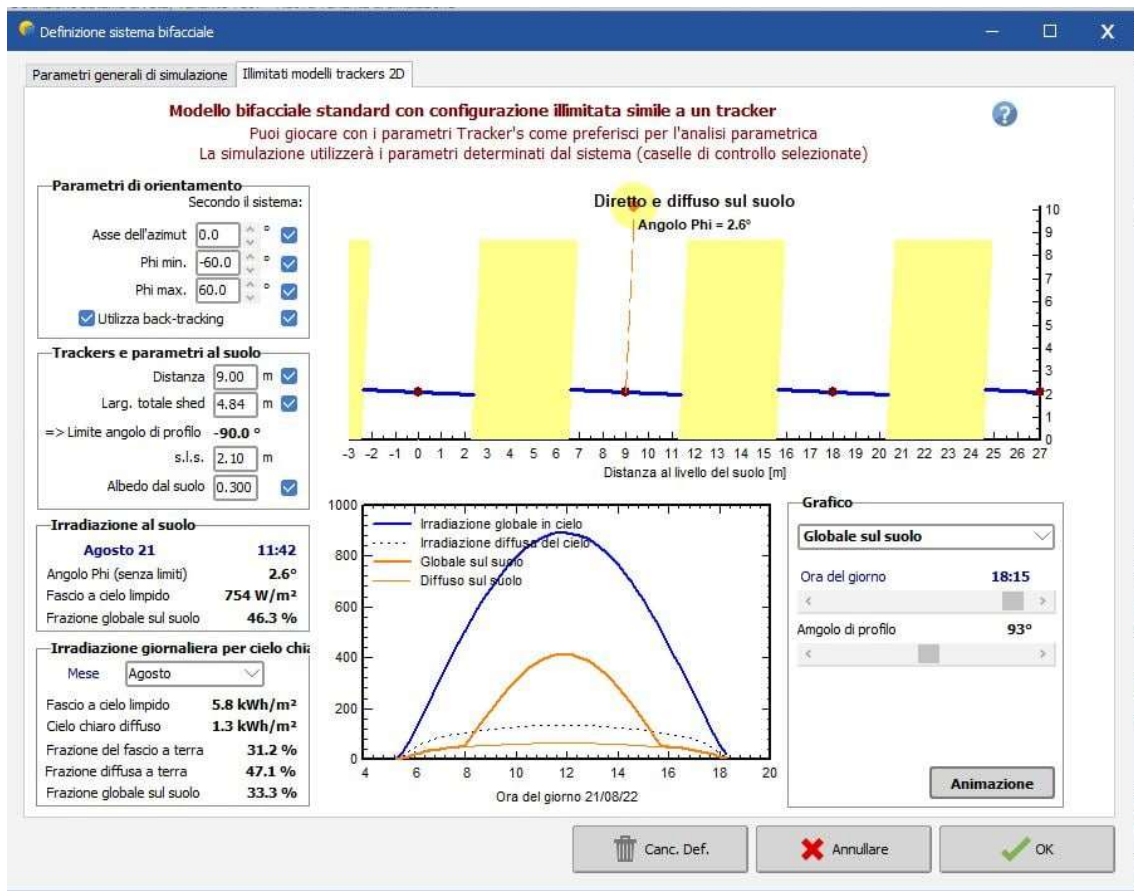 Definizione sistema bifacciale
Parametri generali di simulazione
Illimitati modelli trackers 2D
Modello bifacciale standard con configurazione illimitata simile a un tracker
Puoi giocare con i parametri Tracker's come preferisci per l'analisi parametrica
La simulazione utilizzerà i parametri determinati dal sistema (caselle di controllo selezionate)
Parametri di orientamento
Secondo il sistema:
Asse dell'azimut 0.0 °
Phi min. -60.0 °
Phi max. 60.0 °
Utilizza back-tracking
Trackers e parametri al suolo
Distanza 9.00 m
Larg. totale shed 4.84 m
=> Limite angolo di profilo -90.0 °
s.l.s. 2.10 m
Albedo dal suolo 0.300
Irradiazione al suolo
Agosto 21 11:42
Angolo Phi (senza limiti) 2.6°
Fascio a cielo limpido 754 W/m²
Frazione globale sul suolo 46.3 %
Irradiazione giornaliera per cielo chia
Mese Agosto
Fascio a cielo limpido 5.8 kWh/m²
Cielo chiaro diffuso 1.3 kWh/m²
Frazione del fascio a terra 31.2 %
Frazione diffusa a terra 47.1 %
Frazione globale sul suolo 33.3 %
Diretto e diffuso sul suolo
Angolo Phi = 2.6°
10
9
8
7
6
5
4
3
2
1
0
-3 -2 -1 0 1 2 3 4 5 6 7 8 9 10 11 12 13 14 15 16 17 18 19 20 21 22 23 24 25 26 27
Distanza al livello del suolo [m]
Irradiazione globale in cielo
Irradiazione diffusa del cielo
Globale sul suolo
Diffuso sul suolo
1000
800
600
400
200
0
4 6 8 10 12 14 16 18 20
Ora del giorno 21/08/22
Grafico
Globale sul suolo
Ora del giorno 18:15
Amgolo di profilo 93°
Animazione
Canc. Def.
Annullare
OK